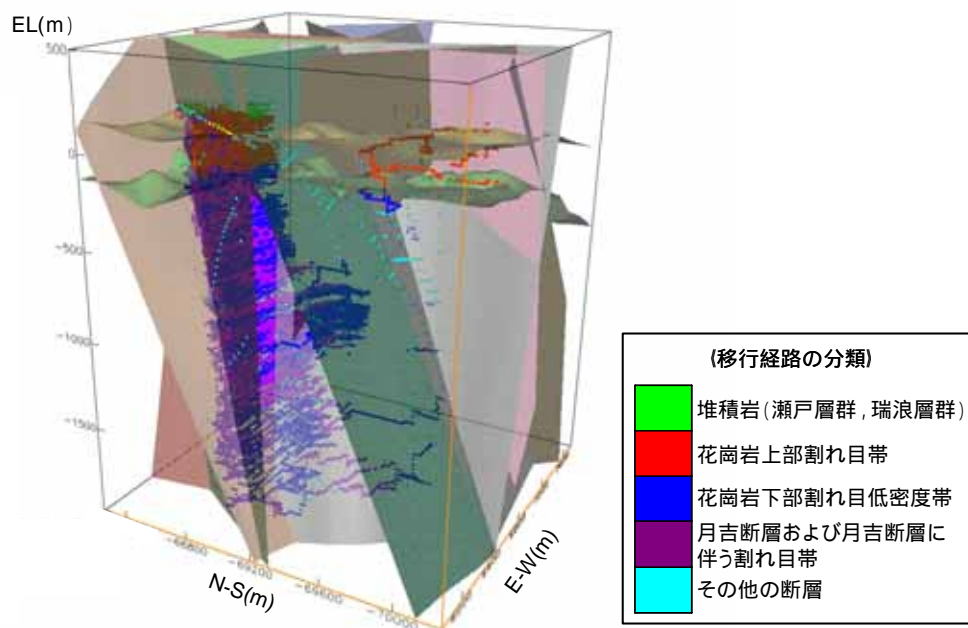 EL(m)
500
0
-500
-1000
-1500
-68800
-69200
-69600
-70000
N-S(m)
E-W(m)
(移行経路の分類)
堆積岩(瀬戸層群,瑞浪層群)
花崗岩上部割れ目帯
花崗岩下部割れ目低密度帯
月吉断層および月吉断層に
伴う割れ目帯
その他の断層